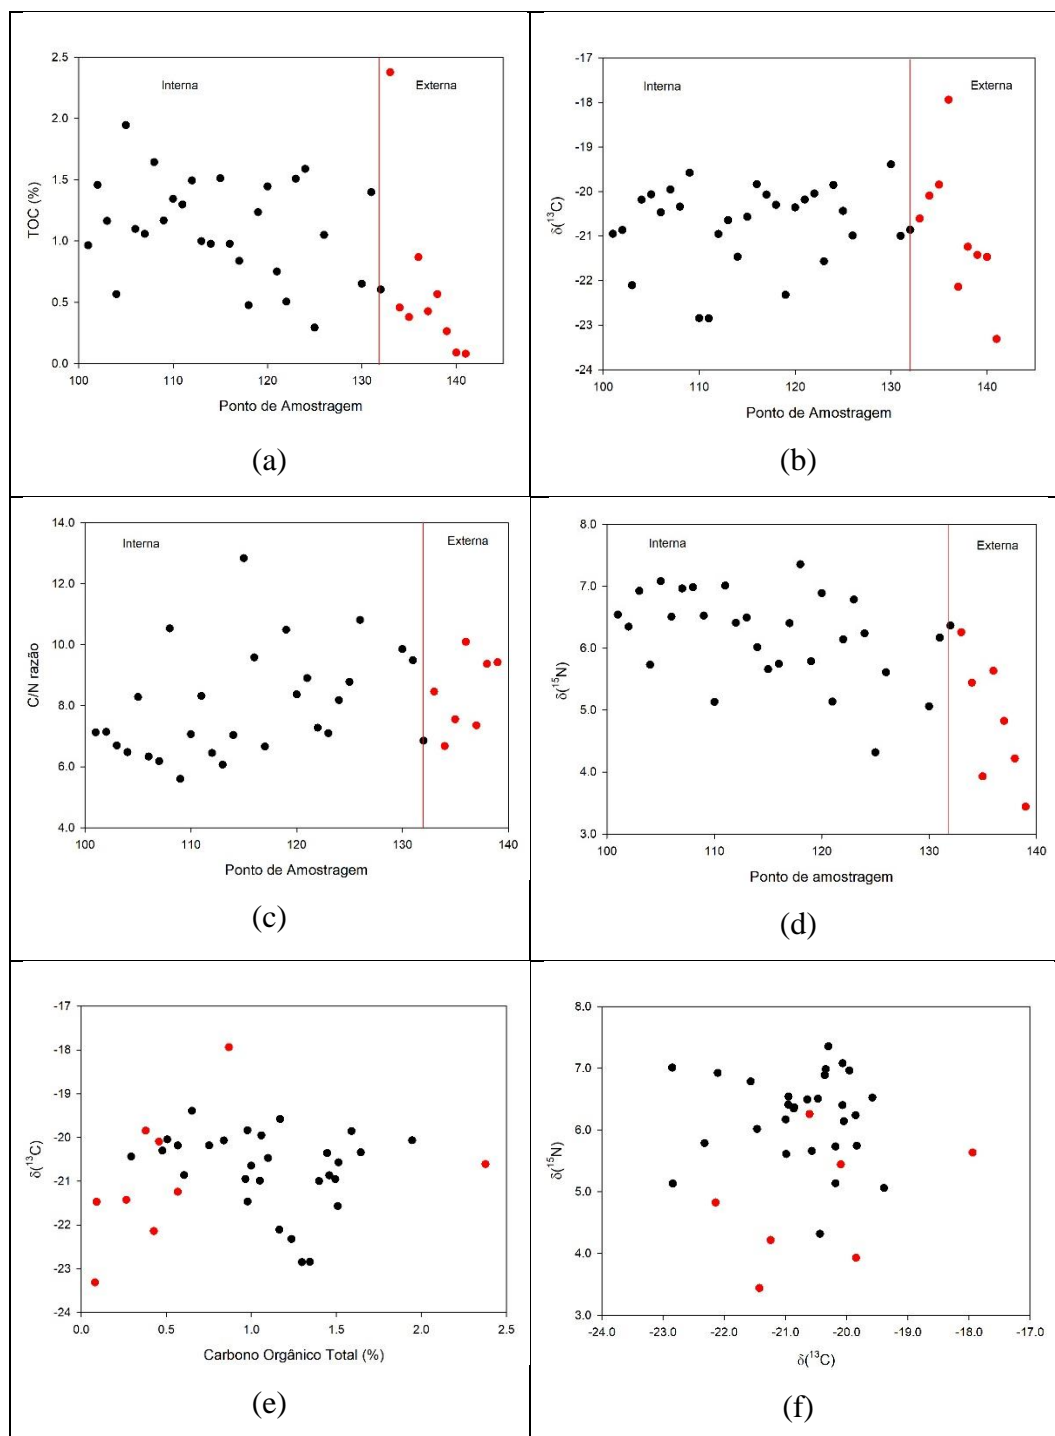 2.5
2.0
1.5
1.0
0.5
0.0
TOC (%)
Interna
Externa
100
110
120
130
140
Ponto de Amostragem
(a)
-17
-18
-19
-20
-21
-22
-23
-24
δ(¹³C)
Interna
Externa
100
110
120
130
140
Ponto de Amostragem
(b)
14.0
12.0
10.0
8.0
6.0
4.0
C/N razão
Interna
Externa
100
110
120
130
140
Ponto de Amostragem
(c)
8.0
7.0
6.0
5.0
4.0
3.0
δ(¹⁵N)
Interna
Externa
100
110
120
130
140
Ponto de amostragem
(d)
-17
-18
-19
-20
-21
-22
-23
-24
δ(¹³C)
0.0
0.5
1.0
1.5
2.0
2.5
Carbono Orgânico Total (%)
(e)
8.0
7.0
6.0
5.0
4.0
3.0
δ(¹⁵N)
-24.0
-23.0
-22.0
-21.0
-20.0
-19.0
-18.0
-17.0
δ(¹³C)
(f)